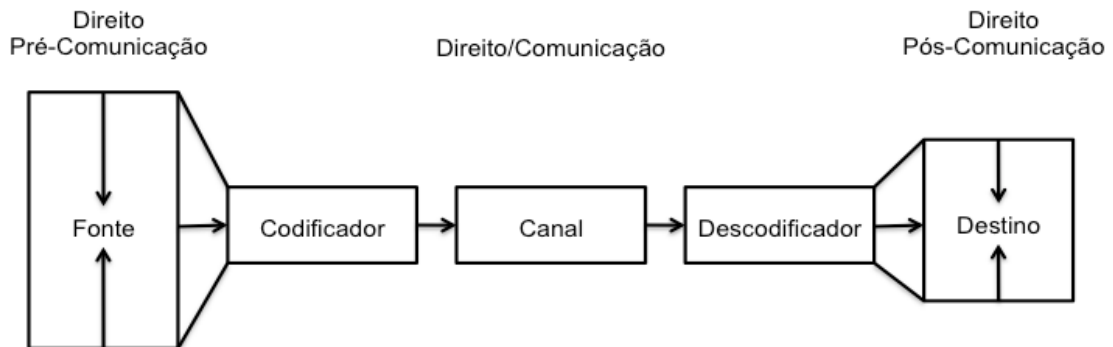 Direito
Pré-Comunicação
Direito/Comunicação
Direito
Pós-Comunicação
Fonte
Codificador
Canal
Descodificador
Destino